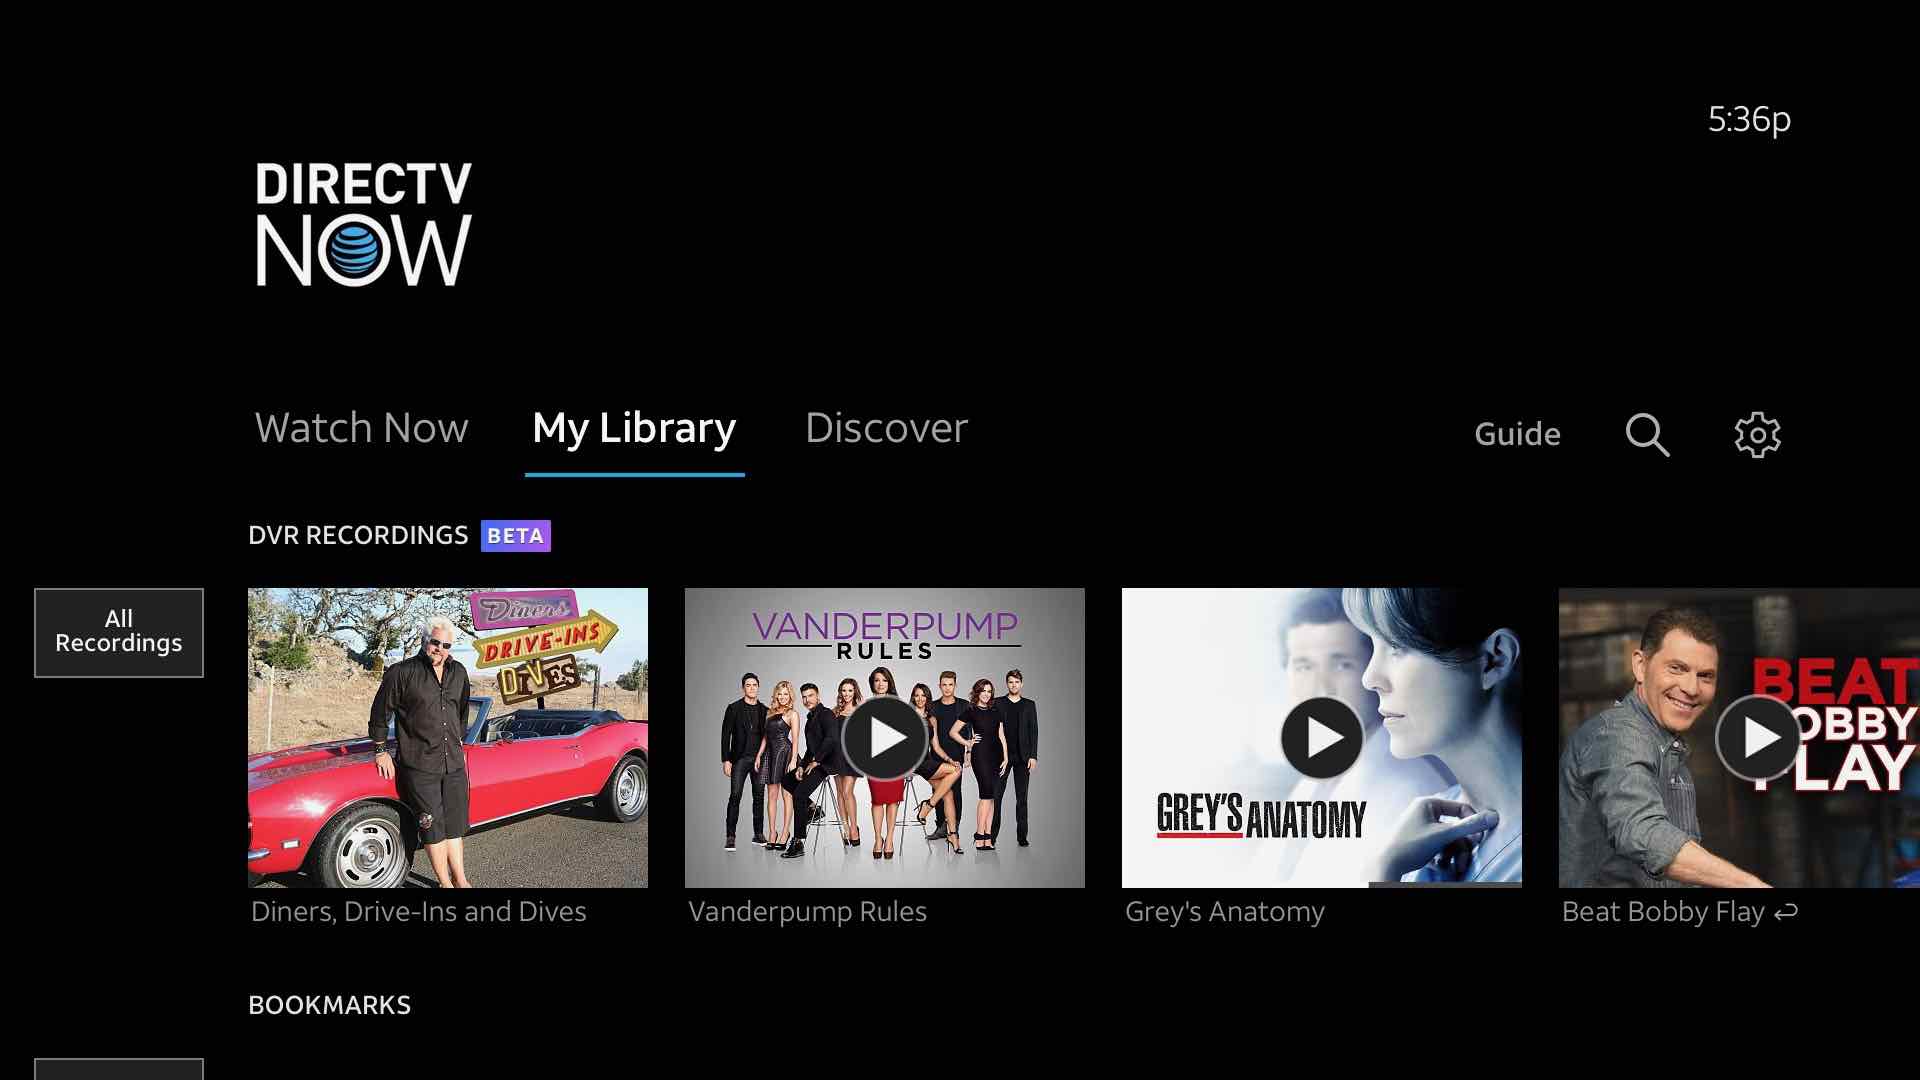 5:36p
DIRECTV
NOW
Watch Now My Library Discover Guide
DVR RECORDINGS BETA
All
Recordings
Diners
DRIVE-INS
DIVES
VANDERPUMP
RULES
GREY'S ANATOMY
BEAT
BOBBY
FLAY
Diners, Drive-Ins and Dives
Vanderpump Rules
Grey's Anatomy
Beat Bobby Flay
BOOKMARKS